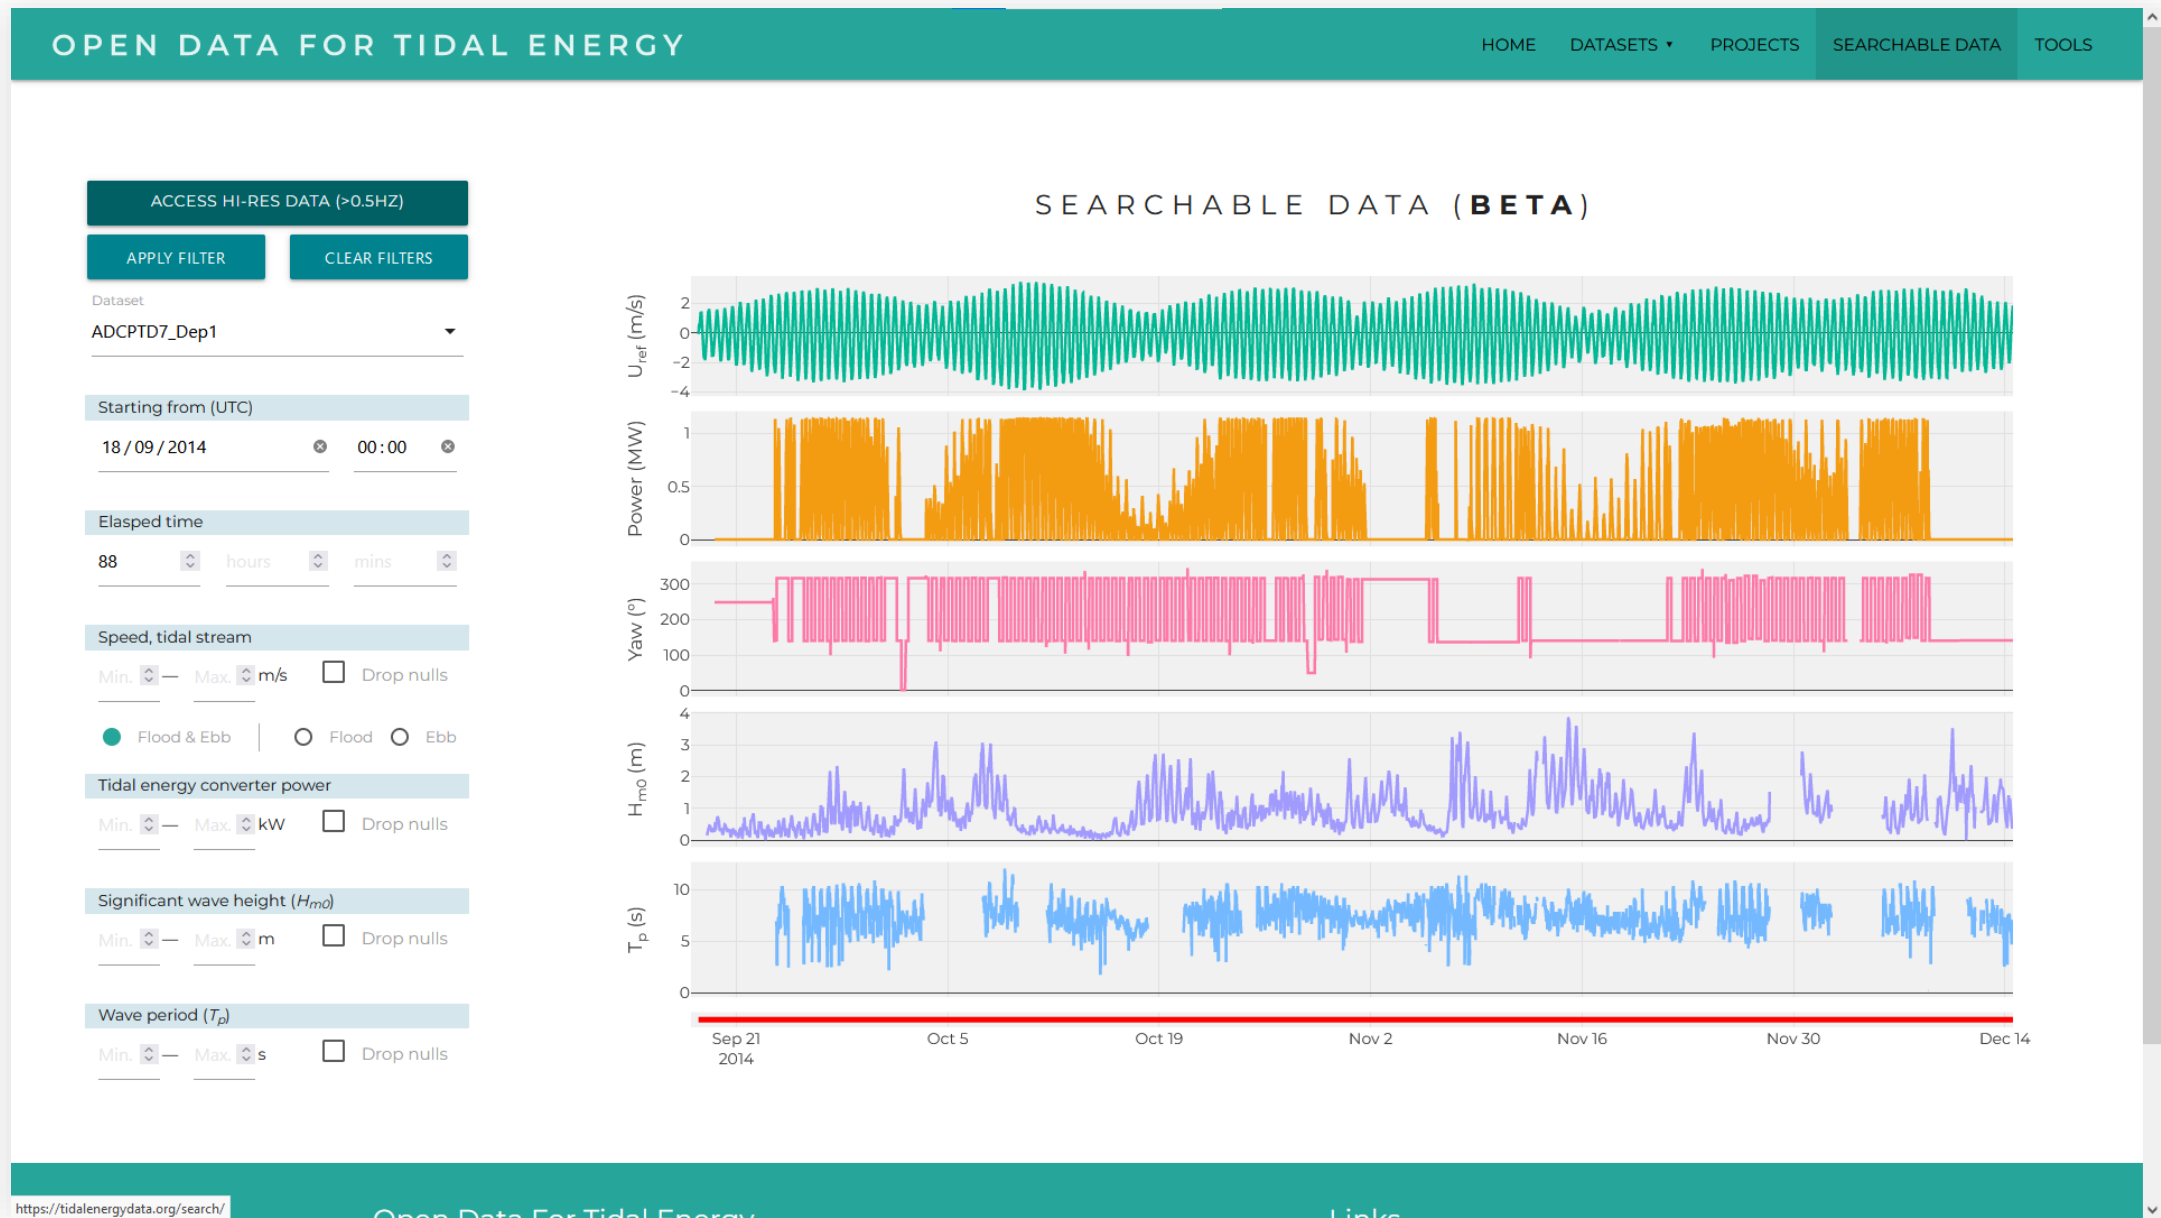 OPEN DATA FOR TIDAL ENERGY
HOME DATASETS ▼ PROJECTS SEARCHABLE DATA TOOLS
ACCESS HI-RES DATA (>0.5HZ)
APPLY FILTER CLEAR FILTERS
Dataset
ADCPTD7_Dep1
Starting from (UTC)
18/09/2014 00:00
Elasped time
88 hours mins
Speed, tidal stream
Min. — Max. m/s Drop nulls
Flood & Ebb Flood Ebb
Tidal energy converter power
Min. — Max. kW Drop nulls
Significant wave height (Hm0)
Min. — Max. m Drop nulls
Wave period (Tp)
Min. — Max. s Drop nulls
SEARCHABLE DATA (BETA)
Uref (m/s)
2
0
−2
−4
Power (MW)
1
0.5
0
Yaw (°)
300
200
100
0
Hm0 (m)
4
3
2
1
0
Tp (s)
10
5
0
Sep 21 Oct 5 Oct 19 Nov 2 Nov 16 Nov 30 Dec 14
2014
Open Data For Tidal Energy Links
https://tidalenergydata.org/search/